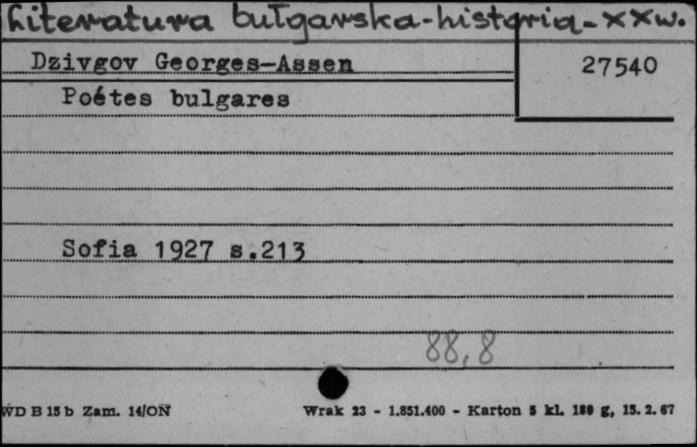 Literatura bułgarska-historia-XXw.
Dzivgov Georges-Assen
27540
Poétes bulgares
Sofia 1927 s.213
88,8
WD B 15 b Zam. 14/ON
Wrak 23 - 1.851.400 - Karton 5 kl. 180 g, 15. 2. 67